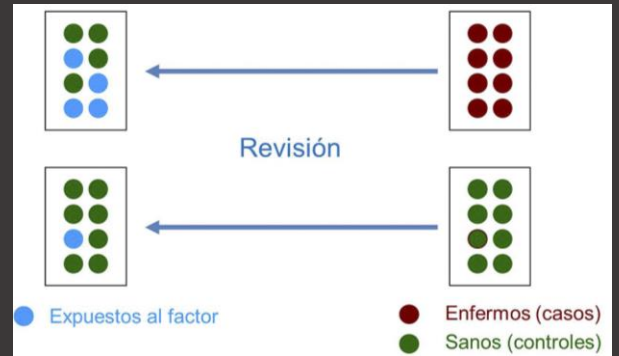 Revisión
Expuestos al factor
Enfermos (casos)
Sanos (controles)